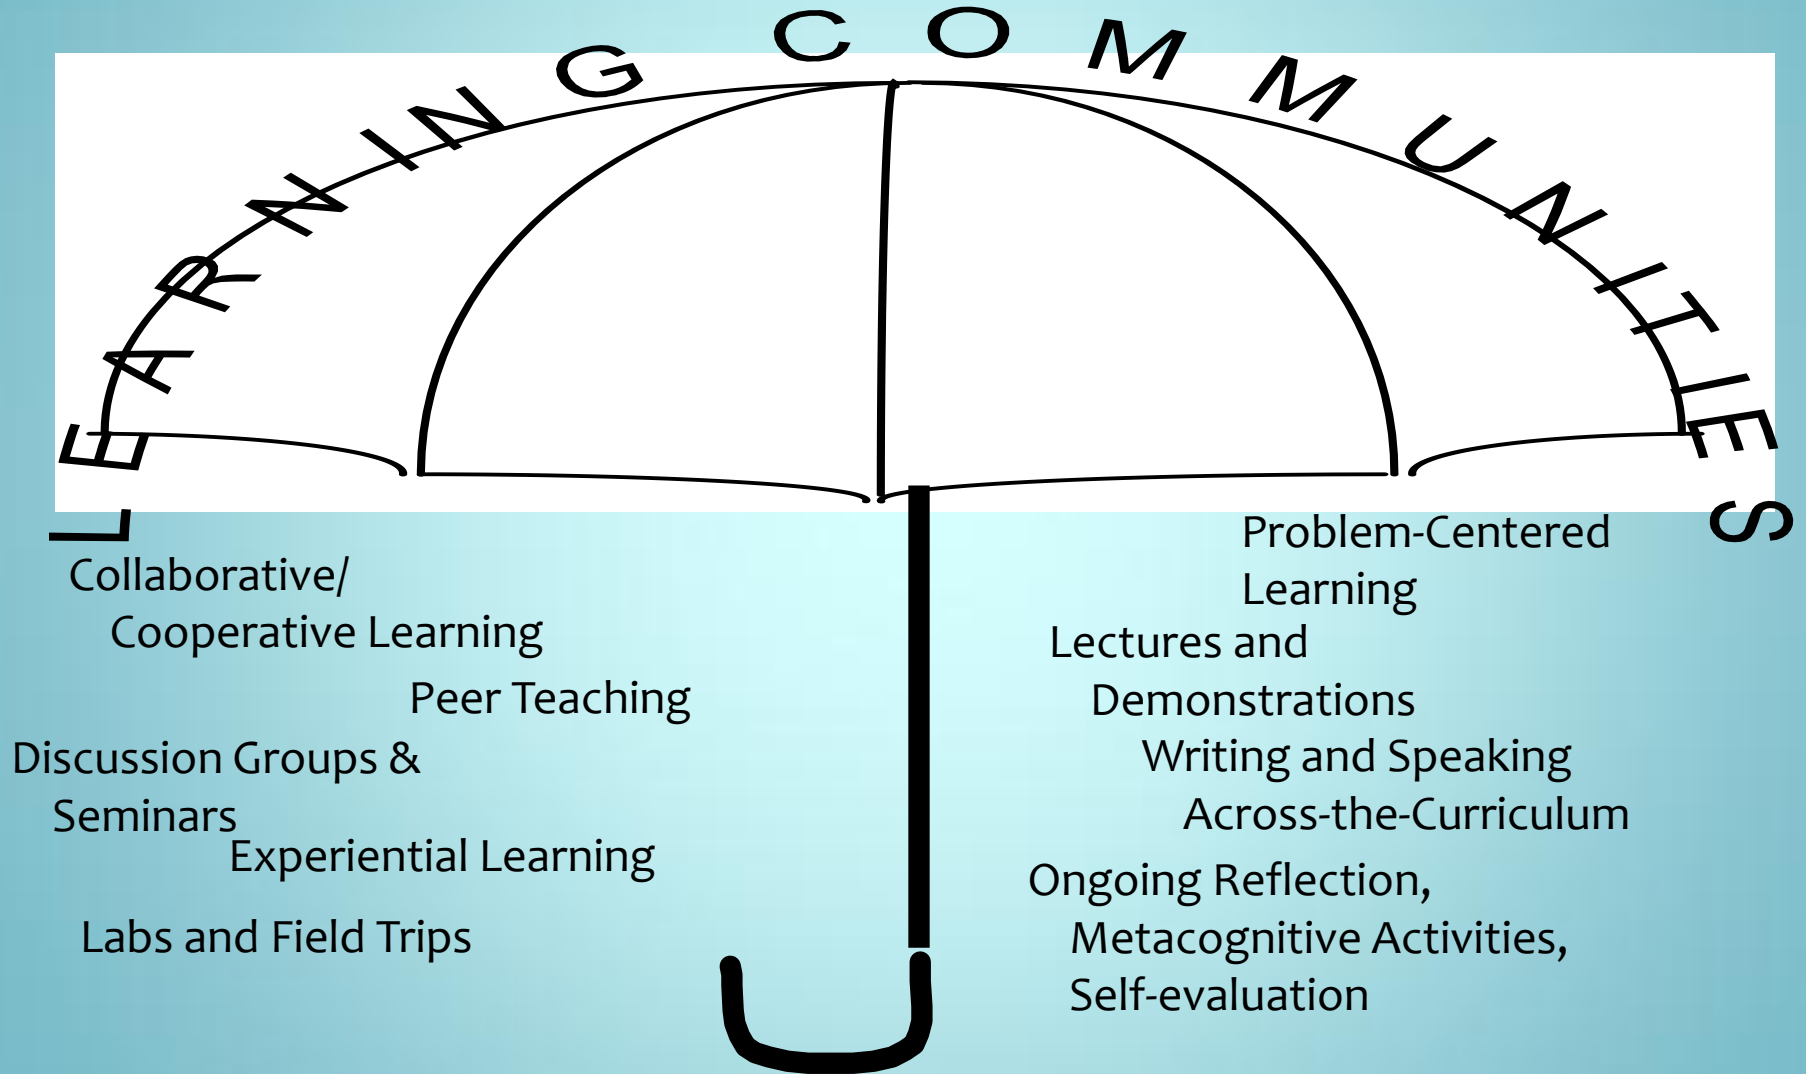 LEARNING COMMUNITIES
Collaborative/
Cooperative Learning
Peer Teaching
Discussion Groups &
Seminars
Experiential Learning
Labs and Field Trips
Problem-Centered
Learning
Lectures and
Demonstrations
Writing and Speaking
Across-the-Curriculum
Ongoing Reflection,
Metacognitive Activities,
Self-evaluation